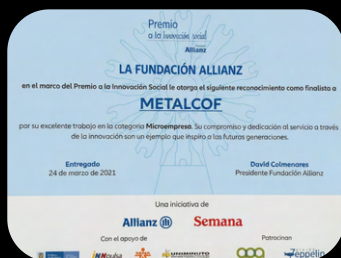 Premio
a la innovación social
Allianz
LA FUNDACIÓN ALLIANZ
en el marco del Premio a la Innovación Social le otorga el siguiente reconocimiento como finalista a
METALCOF
por su excelente trabajo en la categoría Microempresa. Su compromiso y dedicación al servicio a través
de la innovación son un ejemplo que inspira a las futuras generaciones.
Entregado
24 de marzo de 2021
David Colmenares
Presidente Fundación Allianz
Una iniciativa de
Allianz
Semana
Con el apoyo de
Patrocinan
iNNpulsa
UNIMINUTO
Zeppelin